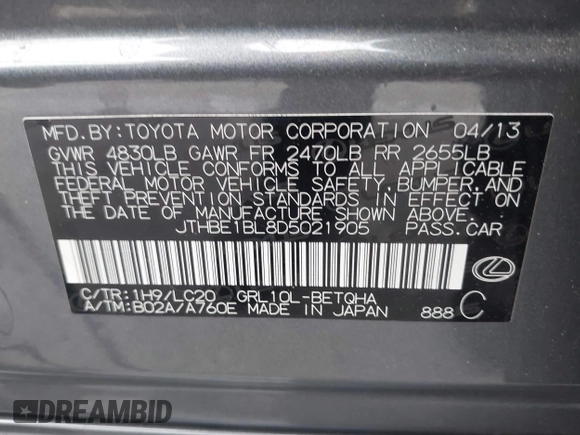 MFD.BY:TOYOTA MOTOR CORPORATION 04/13
GVWR 4830LB GAWR FR 2470LB RR 2655LB
THIS VEHICLE CONFORMS TO ALL APPLICABLE
FEDERAL MOTOR VEHICLE SAFETY,BUMPER,AND
THEFT PREVENTION STANDARDS IN EFFECT ON
THE DATE OF MANUFACTURE SHOWN ABOVE.
JTHBE1BL8D5021905 PASS.CAR
C/TR:1H9/LC20 GRL10L-BETQHA
A/TM:B02A/A760E MADE IN JAPAN 888 C
DREAMBID